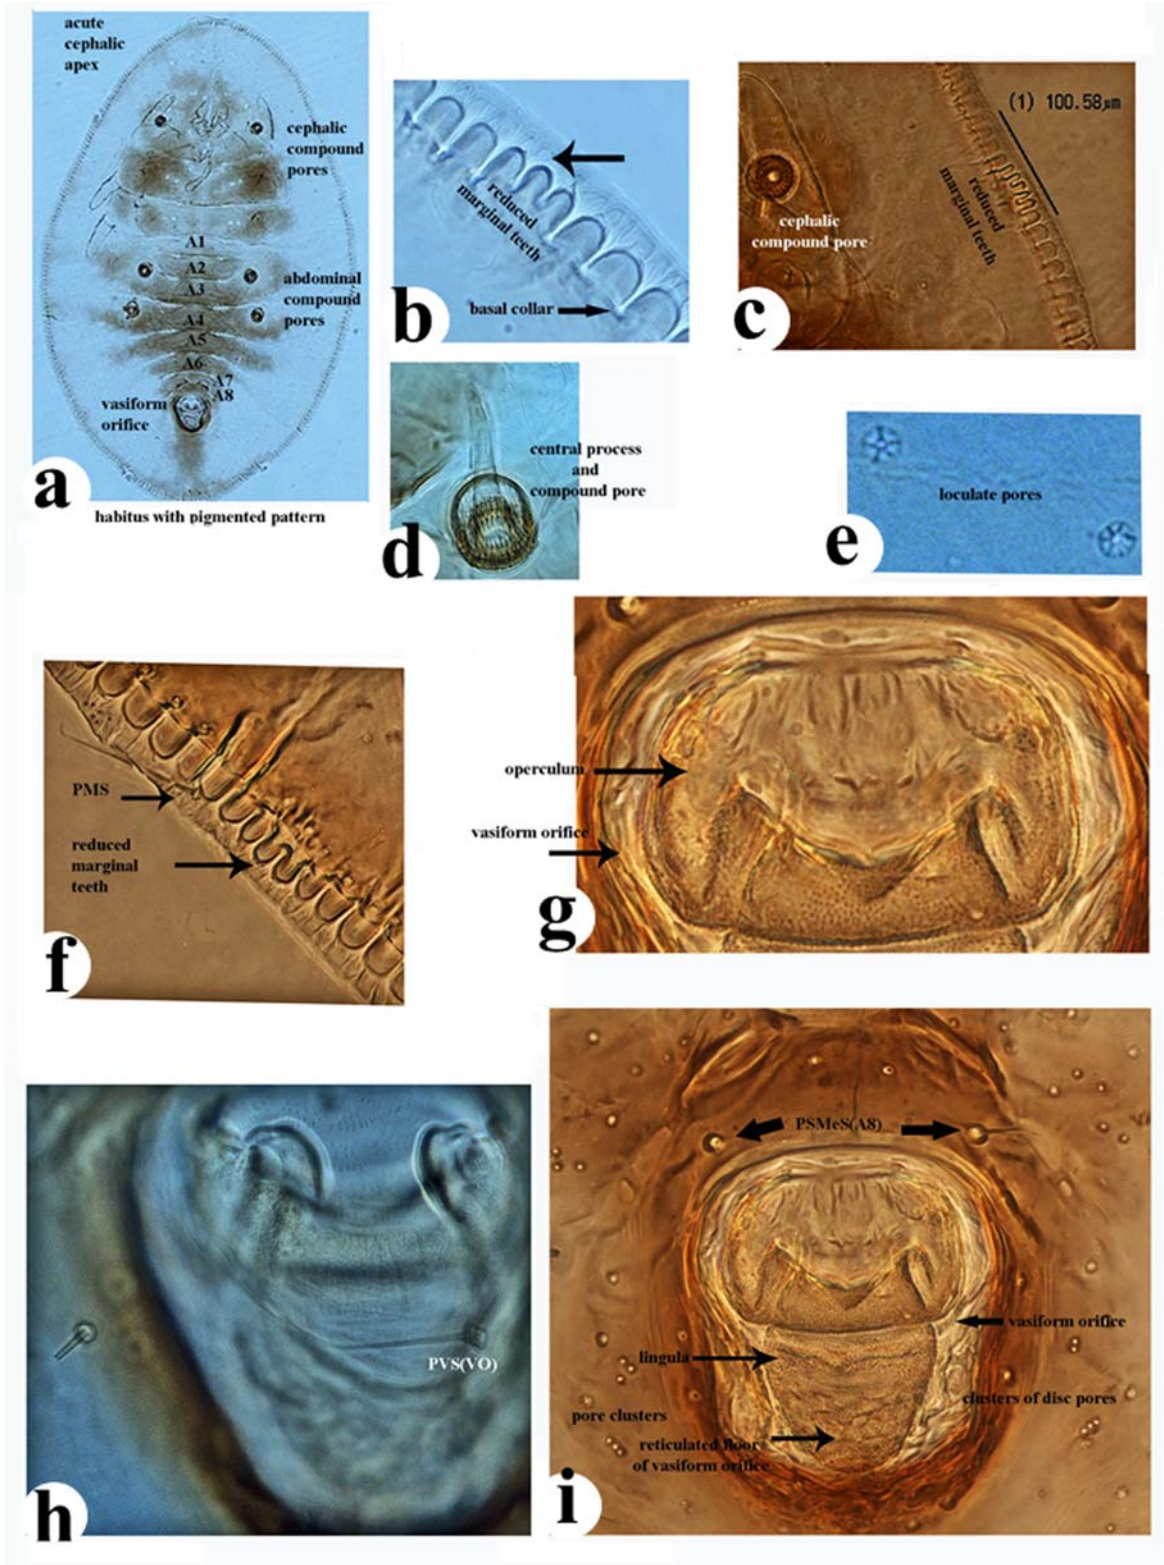 acute
cephalic
apex
cephalic
compound
pores
A1
A2
A3
abdominal
compound
pores
A4
A5
A6
A7
A8
vasiform
orifice
a
habitus with pigmented pattern
reduced
marginal teeth
basal collar
b
(1) 100.58µm
reduced
marginal teeth
cephalic
compound pore
c
central process
and
compound pore
d
loculate pores
e
PMS
reduced
marginal
teeth
f
operculum
vasiform orifice
g
PVS(VO)
h
PSMeS(A8)
vasiform orifice
lingula
clusters of disc pores
pore clusters
reticulated floor
of vasiform orifice
i